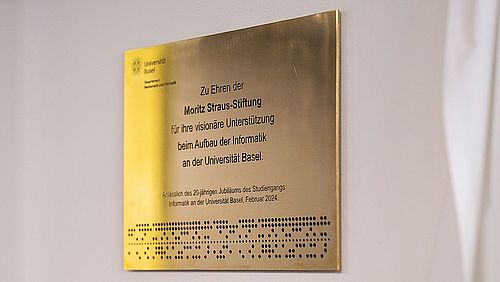 Universität
Basel
Departement
Mathematik und Informatik
Zu Ehren der
Moritz Straus-Stiftung
für ihre visionäre Unterstützung
beim Aufbau der Informatik
an der Universität Basel.
Anlässlich des 20-jährigen Jubiläums des Studiengangs
Informatik an der Universität Basel, Februar 2024.